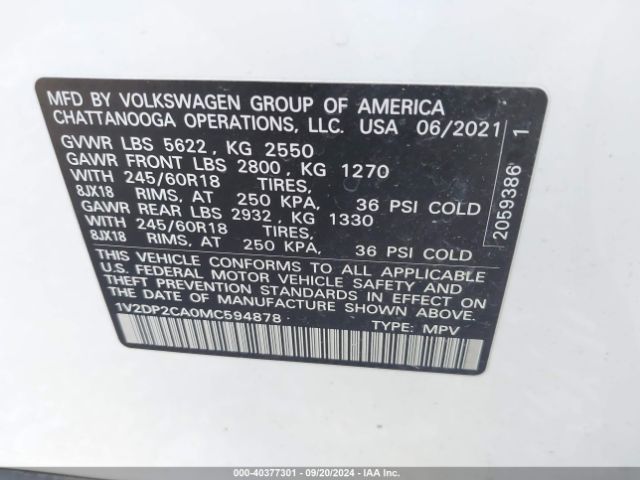 MFD BY VOLKSWAGEN GROUP OF AMERICA
CHATTANOOGA OPERATIONS, LLC. USA 06/2021
GVWR LBS 5622, KG 2550
GAWR FRONT LBS 2800, KG 1270
WITH 245/60R18 TIRES,
8JX18 RIMS, AT 250 KPA, 36 PSI COLD
GAWR REAR LBS 2932, KG 1330
WITH 245/60R18 TIRES,
8JX18 RIMS, AT 250 KPA, 36 PSI COLD
THIS VEHICLE CONFORMS TO ALL APPLICABLE
U.S. FEDERAL MOTOR VEHICLE SAFETY AND
THEFT PREVENTION STANDARDS IN EFFECT ON
THE DATE OF MANUFACTURE SHOWN ABOVE.
1V2DP2CA0MC594878 TYPE: MPV
2059386 1
000-40377301 - 09/20/2024 - IAAI.COM